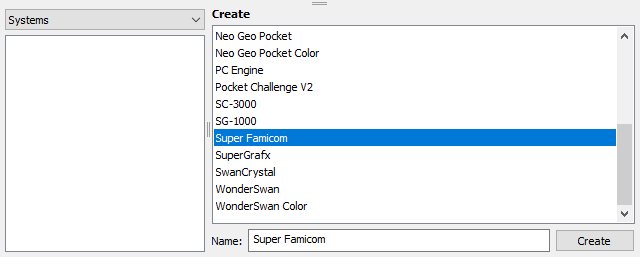 Systems
Create
Neo Geo Pocket
Neo Geo Pocket Color
PC Engine
Pocket Challenge V2
SC-3000
SG-1000
Super Famicom
SuperGrafx
SwanCrystal
WonderSwan
WonderSwan Color
Name: Super Famicom Create